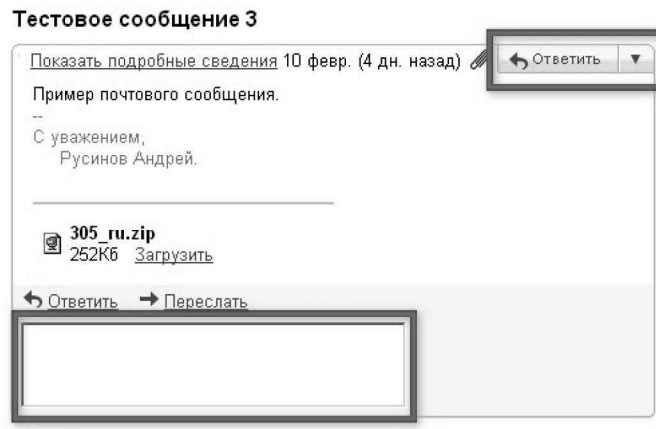 Тестовое сообщение 3
Показать подробные сведения 10 февр. (4 дн. назад) Ответить
Пример почтового сообщения.
--
С уважением,
Русинов Андрей.
305_ru.zip
252Кб Загрузить
Ответить Переслать